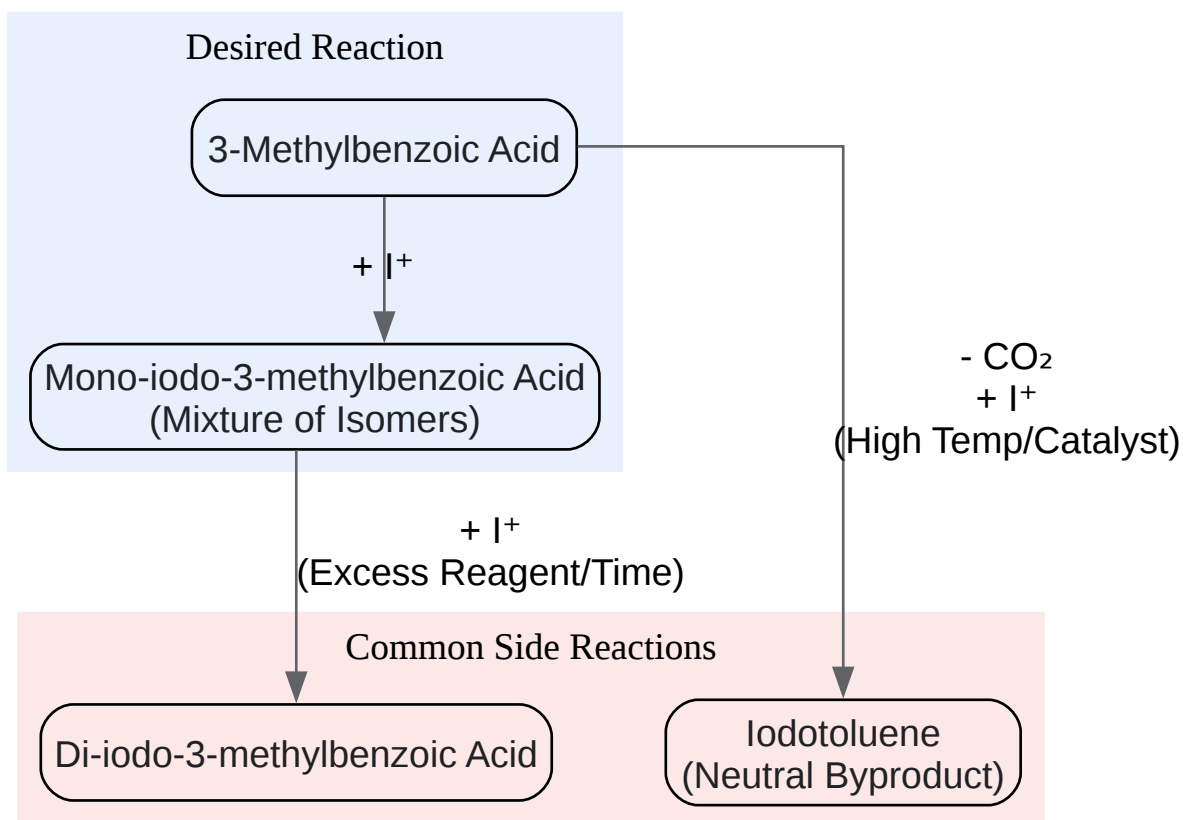 Desired Reaction
3-Methylbenzoic Acid
+ I⁺
Mono-iodo-3-methylbenzoic Acid
(Mixture of Isomers)
- CO₂
+ I⁺
(High Temp/Catalyst)
+ I⁺
(Excess Reagent/Time)
Common Side Reactions
Di-iodo-3-methylbenzoic Acid
Iodotoluene
(Neutral Byproduct)